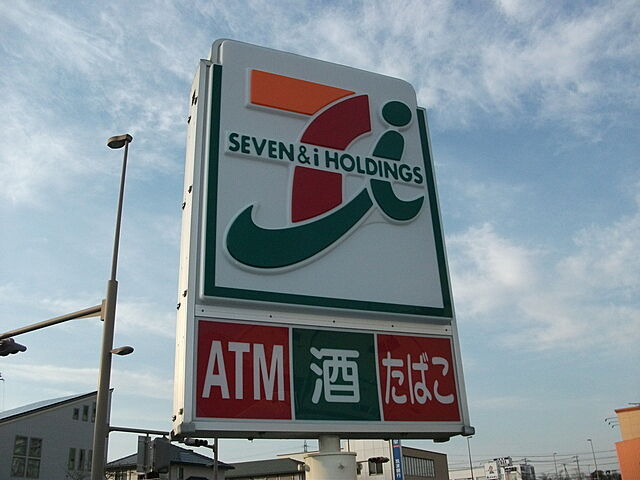 SEVEN & i HOLDINGS
ATM 酒 たばこ